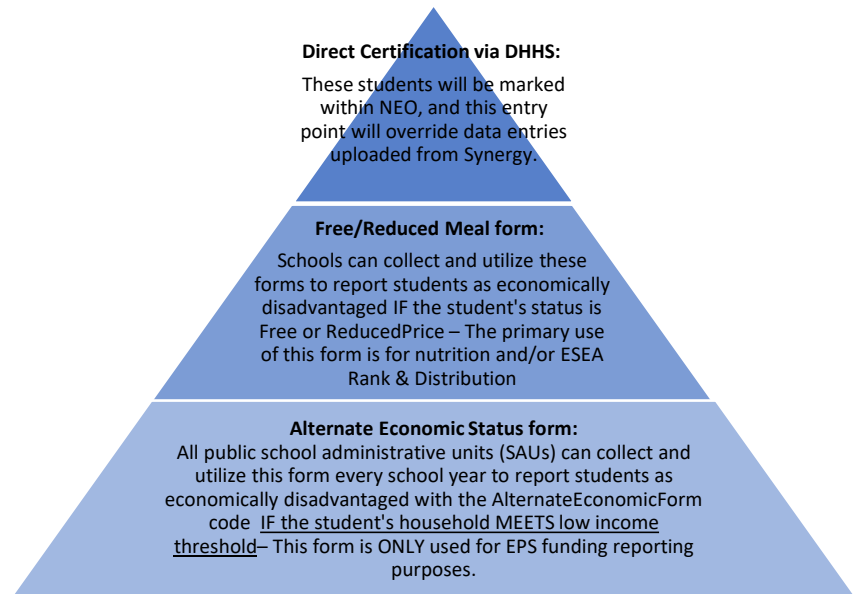 Direct Certification via DHHS:
These students will be marked
within NEO, and this entry
point will override data entries
uploaded from Synergy.
Free/Reduced Meal form:
Schools can collect and utilize these
forms to report students as economically
disadvantaged IF the student's status is
Free or ReducedPrice – The primary use
of this form is for nutrition and/or ESEA
Rank & Distribution
Alternate Economic Status form:
All public school administrative units (SAUs) can collect and
utilize this form every school year to report students as
economically disadvantaged with the AlternateEconomicForm
code IF the student's household MEETS low income
threshold– This form is ONLY used for EPS funding reporting
purposes.